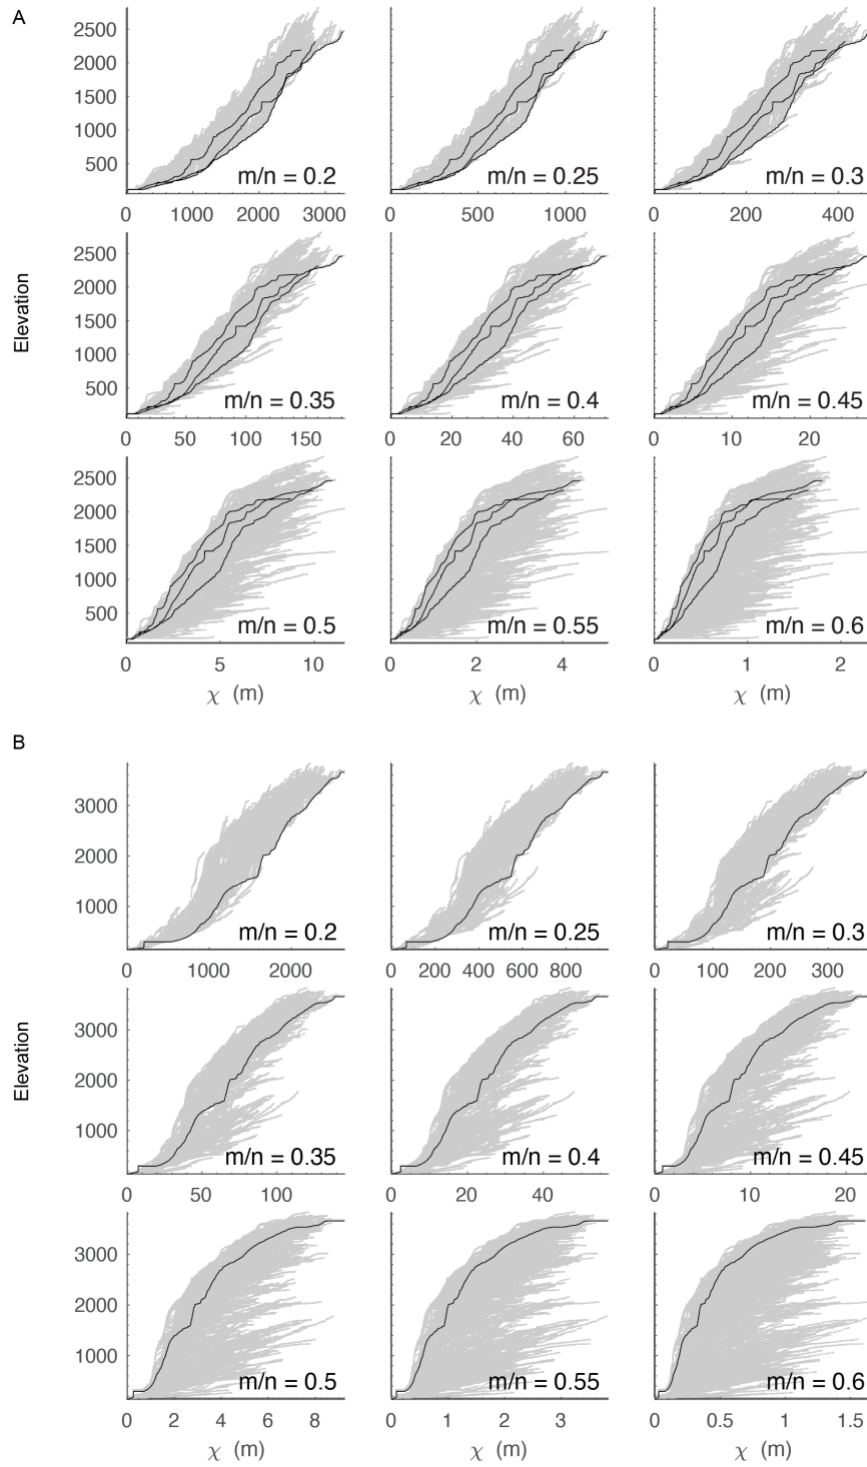 A
2500
2000
1500
1000
500
m/n = 0.2
m/n = 0.25
m/n = 0.3
0 1000 2000 3000
0 500 1000
0 200 400
2500
2000
1500
1000
500
m/n = 0.35
m/n = 0.4
m/n = 0.45
0 50 100 150
0 20 40 60
0 10 20
Elevation
2500
2000
1500
1000
500
m/n = 0.5
m/n = 0.55
m/n = 0.6
0 5 10
0 2 4
0 1 2
χ (m)
χ (m)
χ (m)
B
3000
2000
1000
m/n = 0.2
m/n = 0.25
m/n = 0.3
0 1000 2000
0 200 400 600 800
0 100 200 300
3000
2000
1000
m/n = 0.35
m/n = 0.4
m/n = 0.45
0 50 100
0 20 40
0 10 20
Elevation
3000
2000
1000
m/n = 0.5
m/n = 0.55
m/n = 0.6
0 2 4 6 8
0 1 2 3
0 0.5 1 1.5
χ (m)
χ (m)
χ (m)